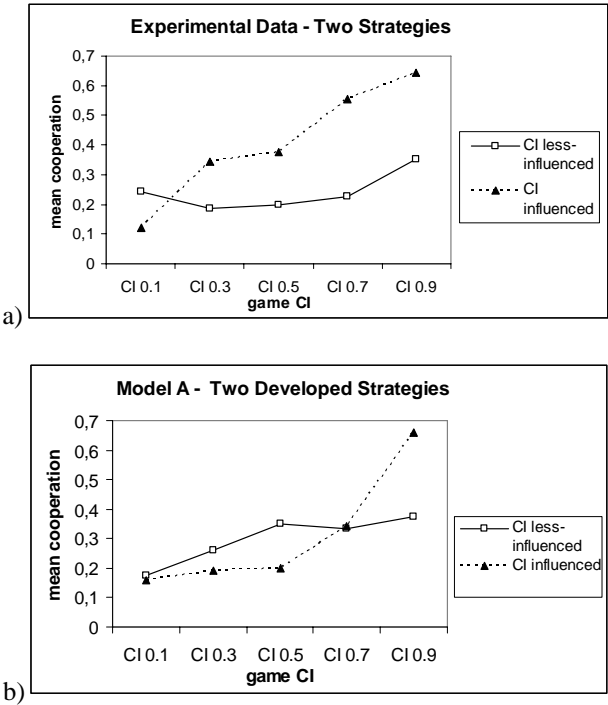 Experimental Data - Two Strategies
mean cooperation
0,7
0,6
0,5
0,4
0,3
0,2
0,1
0
CI 0.1 CI 0.3 CI 0.5 CI 0.7 CI 0.9
game CI
CI less-
influenced
CI
influenced
a)
Model A - Two Developed Strategies
mean cooperation
0,7
0,6
0,5
0,4
0,3
0,2
0,1
0
CI 0.1 CI 0.3 CI 0.5 CI 0.7 CI 0.9
game CI
CI less-
influenced
CI influenced
b)